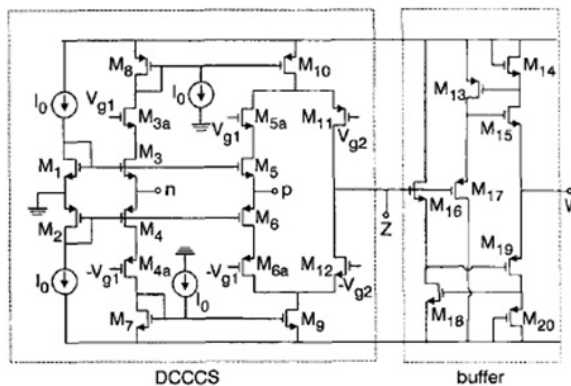 M8
M10
M14
I0
I0
Vg1
M3a
Vg1
M5a
M11
Vg2
M13
M15
M3
M1
M5
n
p
M16
M17
M2
M4
M6
Z
M19
-Vg1
M4a
-Vg1
M6a
M12
-Vg2
I0
I0
M18
M7
M9
M20
DCCCS
buffer